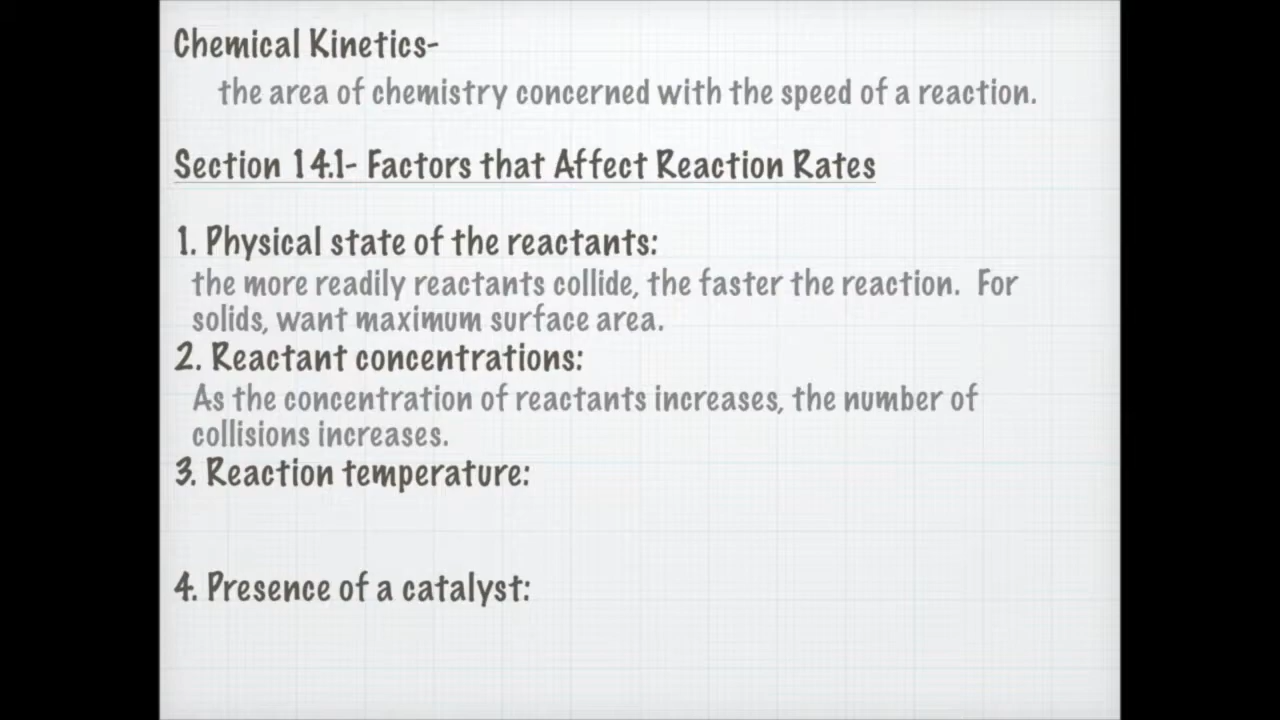 Chemical Kinetics-
the area of chemistry concerned with the speed of a reaction.
Section 14.1- Factors that Affect Reaction Rates
1. Physical state of the reactants:
the more readily reactants collide, the faster the reaction. For
solids, want maximum surface area.
2. Reactant concentrations:
As the concentration of reactants increases, the number of
collisions increases.
3. Reaction temperature:
4. Presence of a catalyst: